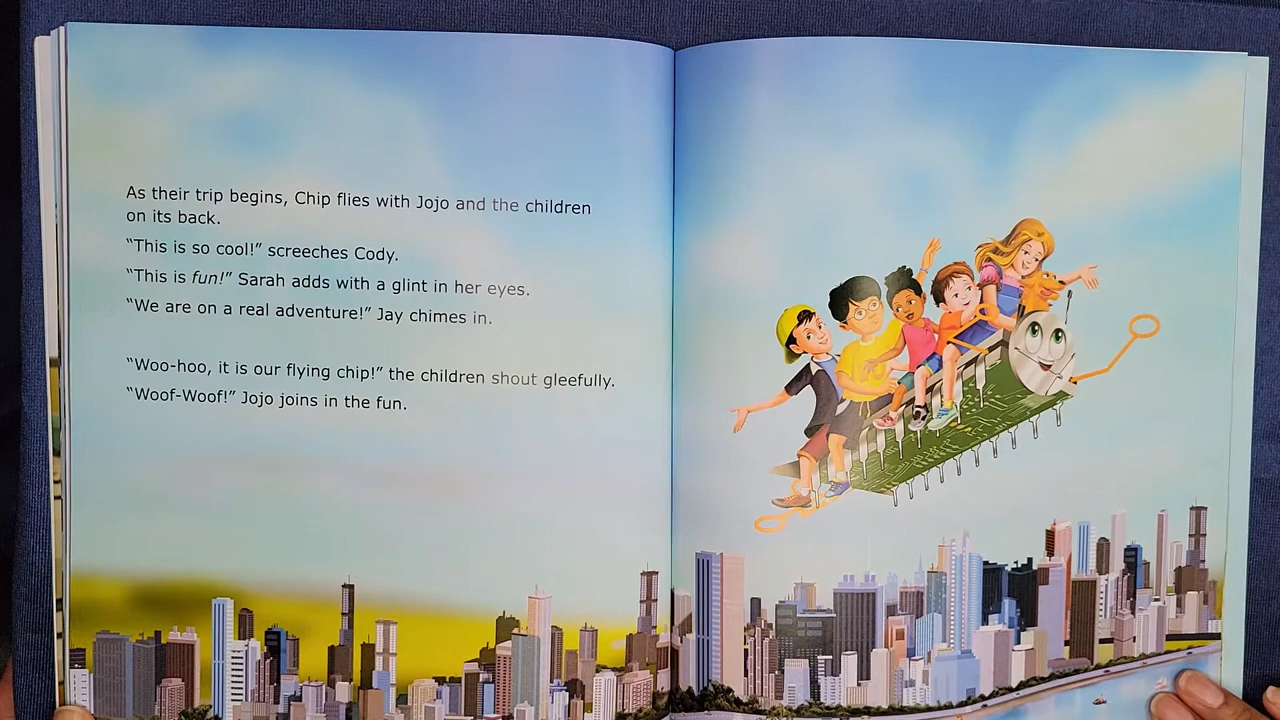 As their trip begins, Chip flies with Jojo and the children
on its back.
“This is so cool!” screeches Cody.
“This is fun!” Sarah adds with a glint in her eyes.
“We are on a real adventure!” Jay chimes in.
“Woo-hoo, it is our flying chip!” the children shout gleefully.
“Woof-Woof!” Jojo joins in the fun.